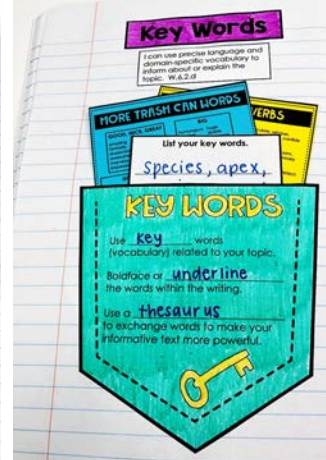 Key Words
I can use precise language and
domain-specific vocabulary to
inform about or explain the
topic. W.6.2.d
MORE TRASH CAN WORDS
VERBS
GOOD, NICE, GREAT
BIG
List your key words.
species, apex,
KEY WORDS
Use key words
(vocabulary) related to your topic.
Boldface or underline
the words within the writing.
Use a thesaurus
to exchange words to make your
informative text more powerful.